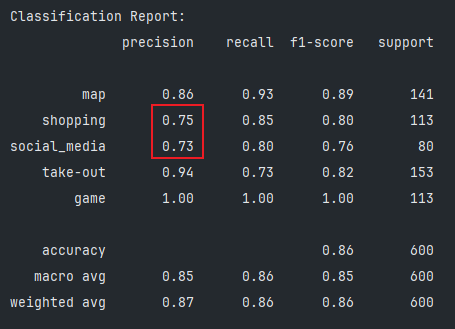 Classification Report:
precision recall f1-score support
map 0.86 0.93 0.89 141
shopping 0.75 0.85 0.80 113
social_media 0.73 0.80 0.76 80
take-out 0.94 0.73 0.82 153
game 1.00 1.00 1.00 113
accuracy 0.86 600
macro avg 0.85 0.86 0.85 600
weighted avg 0.87 0.86 0.86 600